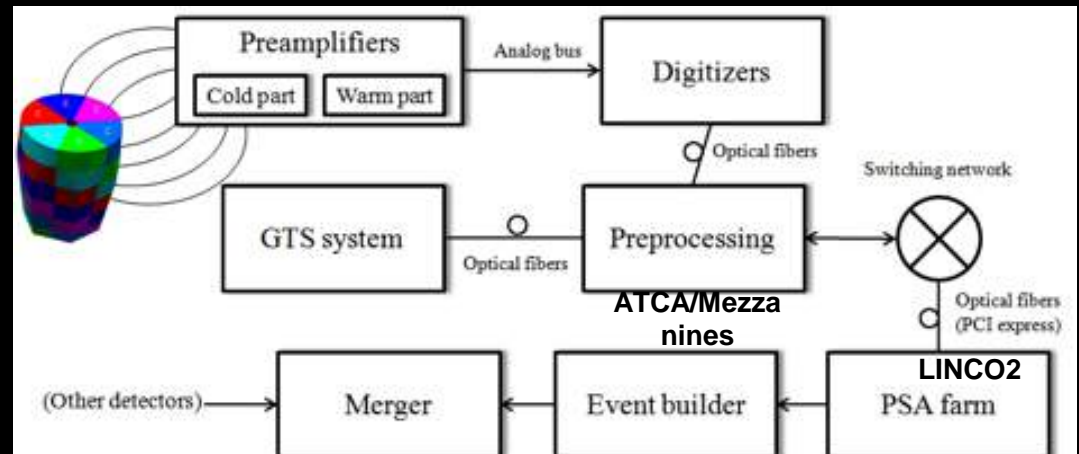 Preamplifiers
Cold part
Warm part
Analog bus
Digitizers
Optical fibers
Switching network
GTS system
Optical fibers
Preprocessing
ATCA/Mezza
nines
Optical fibers
(PCI express)
LINCO2
(Other detectors)
Merger
Event builder
PSA farm